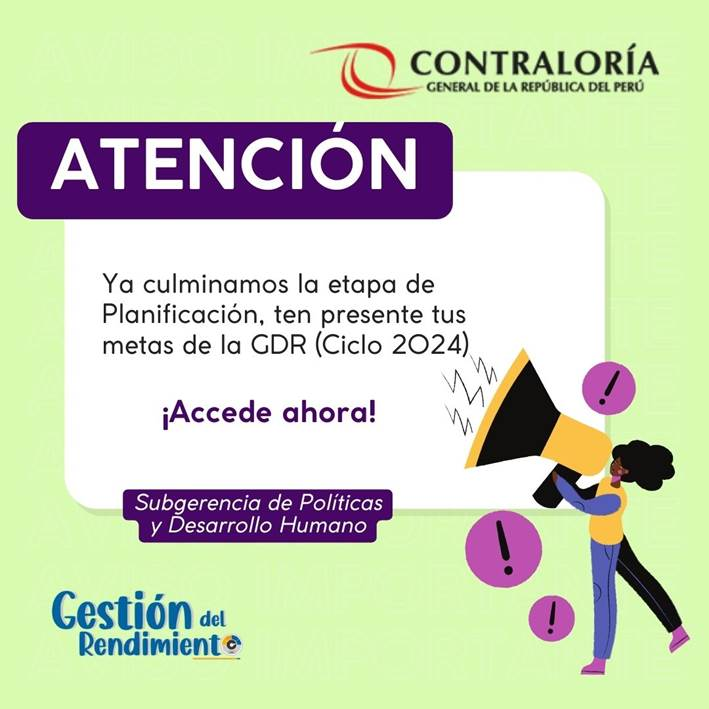 CONTRALORÍA
GENERAL DE LA REPÚBLICA DEL PERÚ
ATENCIÓN
Ya culminamos la etapa de
Planificación, ten presente tus
metas de la GDR (Ciclo 2024)
¡Accede ahora!
Subgerencia de Políticas
y Desarrollo Humano
Gestión del
Rendimiento